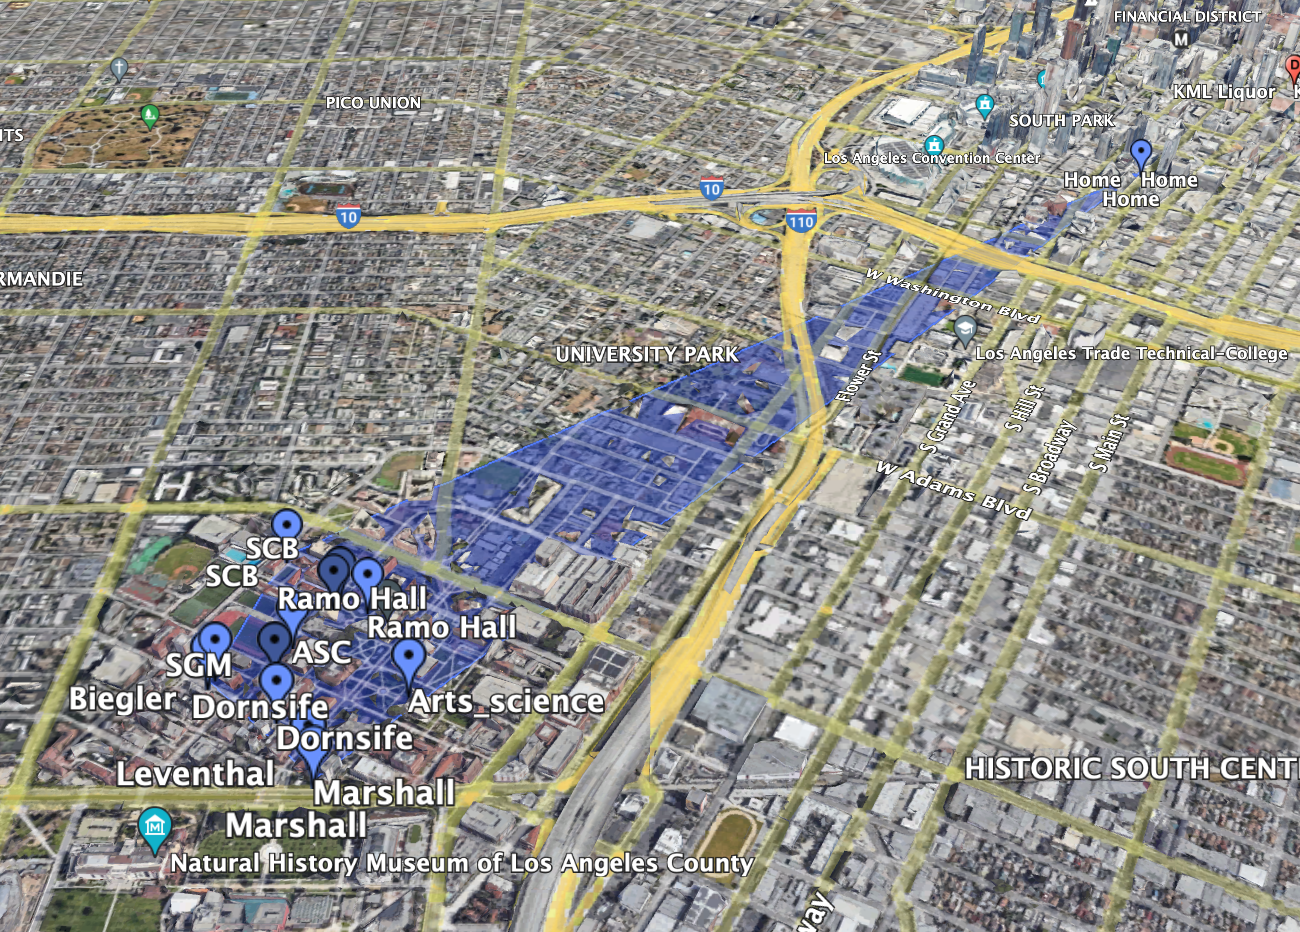 FINANCIAL DISTRICT
M
D
KML Liquor K
PICO UNION
SOUTH PARK
NTS
Los Angeles Convention Center
Home Home
Home
10
10
110
RMANDIE
W Washington Blvd
UNIVERSITY PARK
Los Angeles Trade Technical-College
Flower St
S Grand Ave
S Hill St
S Broadway
S Main St
W Adams Blvd
SCB
SCB
Ramo Hall
Ramo Hall
ASC
SGM
Biegler
Dornsife
Arts_science
Dornsife
Leventhal
Marshall
Marshall
HISTORIC SOUTH CENT
M
Natural History Museum of Los Angeles County
way